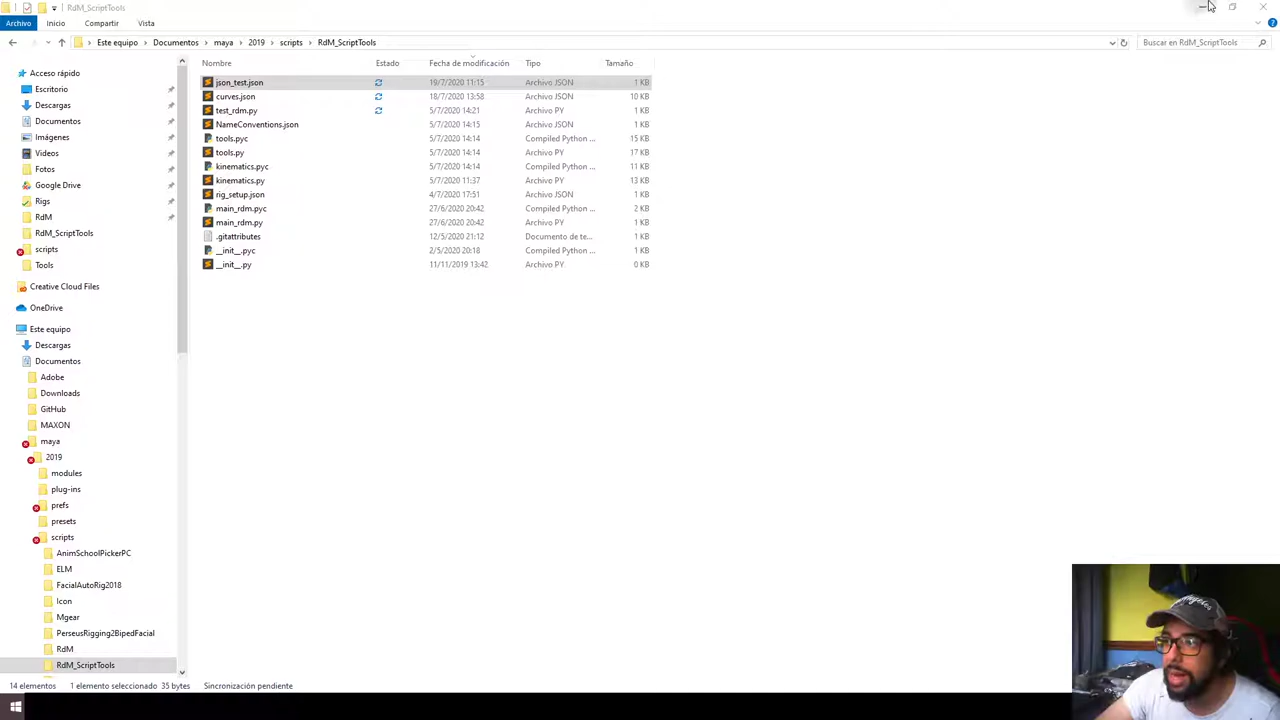 RdM_ScriptTools
Archivo Inicio Compartir Vista
Este equipo Documentos maya 2019 scripts RdM_ScriptTools Buscar en RdM_ScriptTools
Nombre Estado Fecha de modificación Tipo Tamaño
json_test.json 19/7/2020 11:15 Archivo JSON 1 KB
curves.json 18/7/2020 13:58 Archivo JSON 10 KB
test_rdm.py 5/7/2020 14:21 Archivo PY 1 KB
NameConventions.json 5/7/2020 14:15 Archivo JSON 1 KB
tools.pyc 5/7/2020 14:14 Compiled Python ... 15 KB
tools.py 5/7/2020 14:14 Archivo PY 17 KB
kinematics.pyc 5/7/2020 14:14 Compiled Python ... 11 KB
kinematics.py 5/7/2020 11:37 Archivo PY 13 KB
rig_setup.json 4/7/2020 17:51 Archivo JSON 1 KB
main_rdm.pyc 27/6/2020 20:42 Compiled Python ... 2 KB
main_rdm.py 27/6/2020 20:42 Archivo PY 1 KB
.gitattributes 12/5/2020 21:12 Documento de te... 1 KB
__init__.pyc 2/5/2020 20:18 Compiled Python ... 1 KB
__init__.py 11/11/2019 13:42 Archivo PY 0 KB
Acceso rápido
Escritorio
Descargas
Documentos
Imágenes
Videos
Fotos
Google Drive
Rigs
RdM
RdM_ScriptTools
scripts
Tools
Creative Cloud Files
OneDrive
Este equipo
Descargas
Documentos
Adobe
Downloads
GitHub
MAXON
maya
2019
modules
plug-ins
prefs
presets
scripts
AnimSchoolPickerPC
ELM
FacialAutoRig2018
Icon
Mgear
PerseusRigging2BipedFacial
RdM
RdM_ScriptTools
14 elementos 1 elemento seleccionado 35 bytes Sincronización pendiente